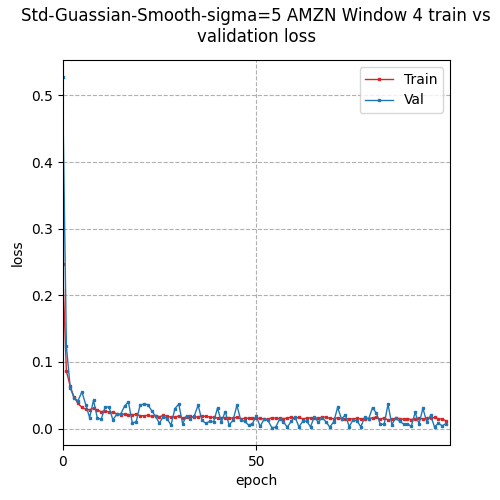 Std-Guassian-Smooth-sigma=5 AMZN Window 4 train vs
validation loss
Train
Val
0.5
0.4
0.3
0.2
0.1
0.0
loss
0
50
epoch